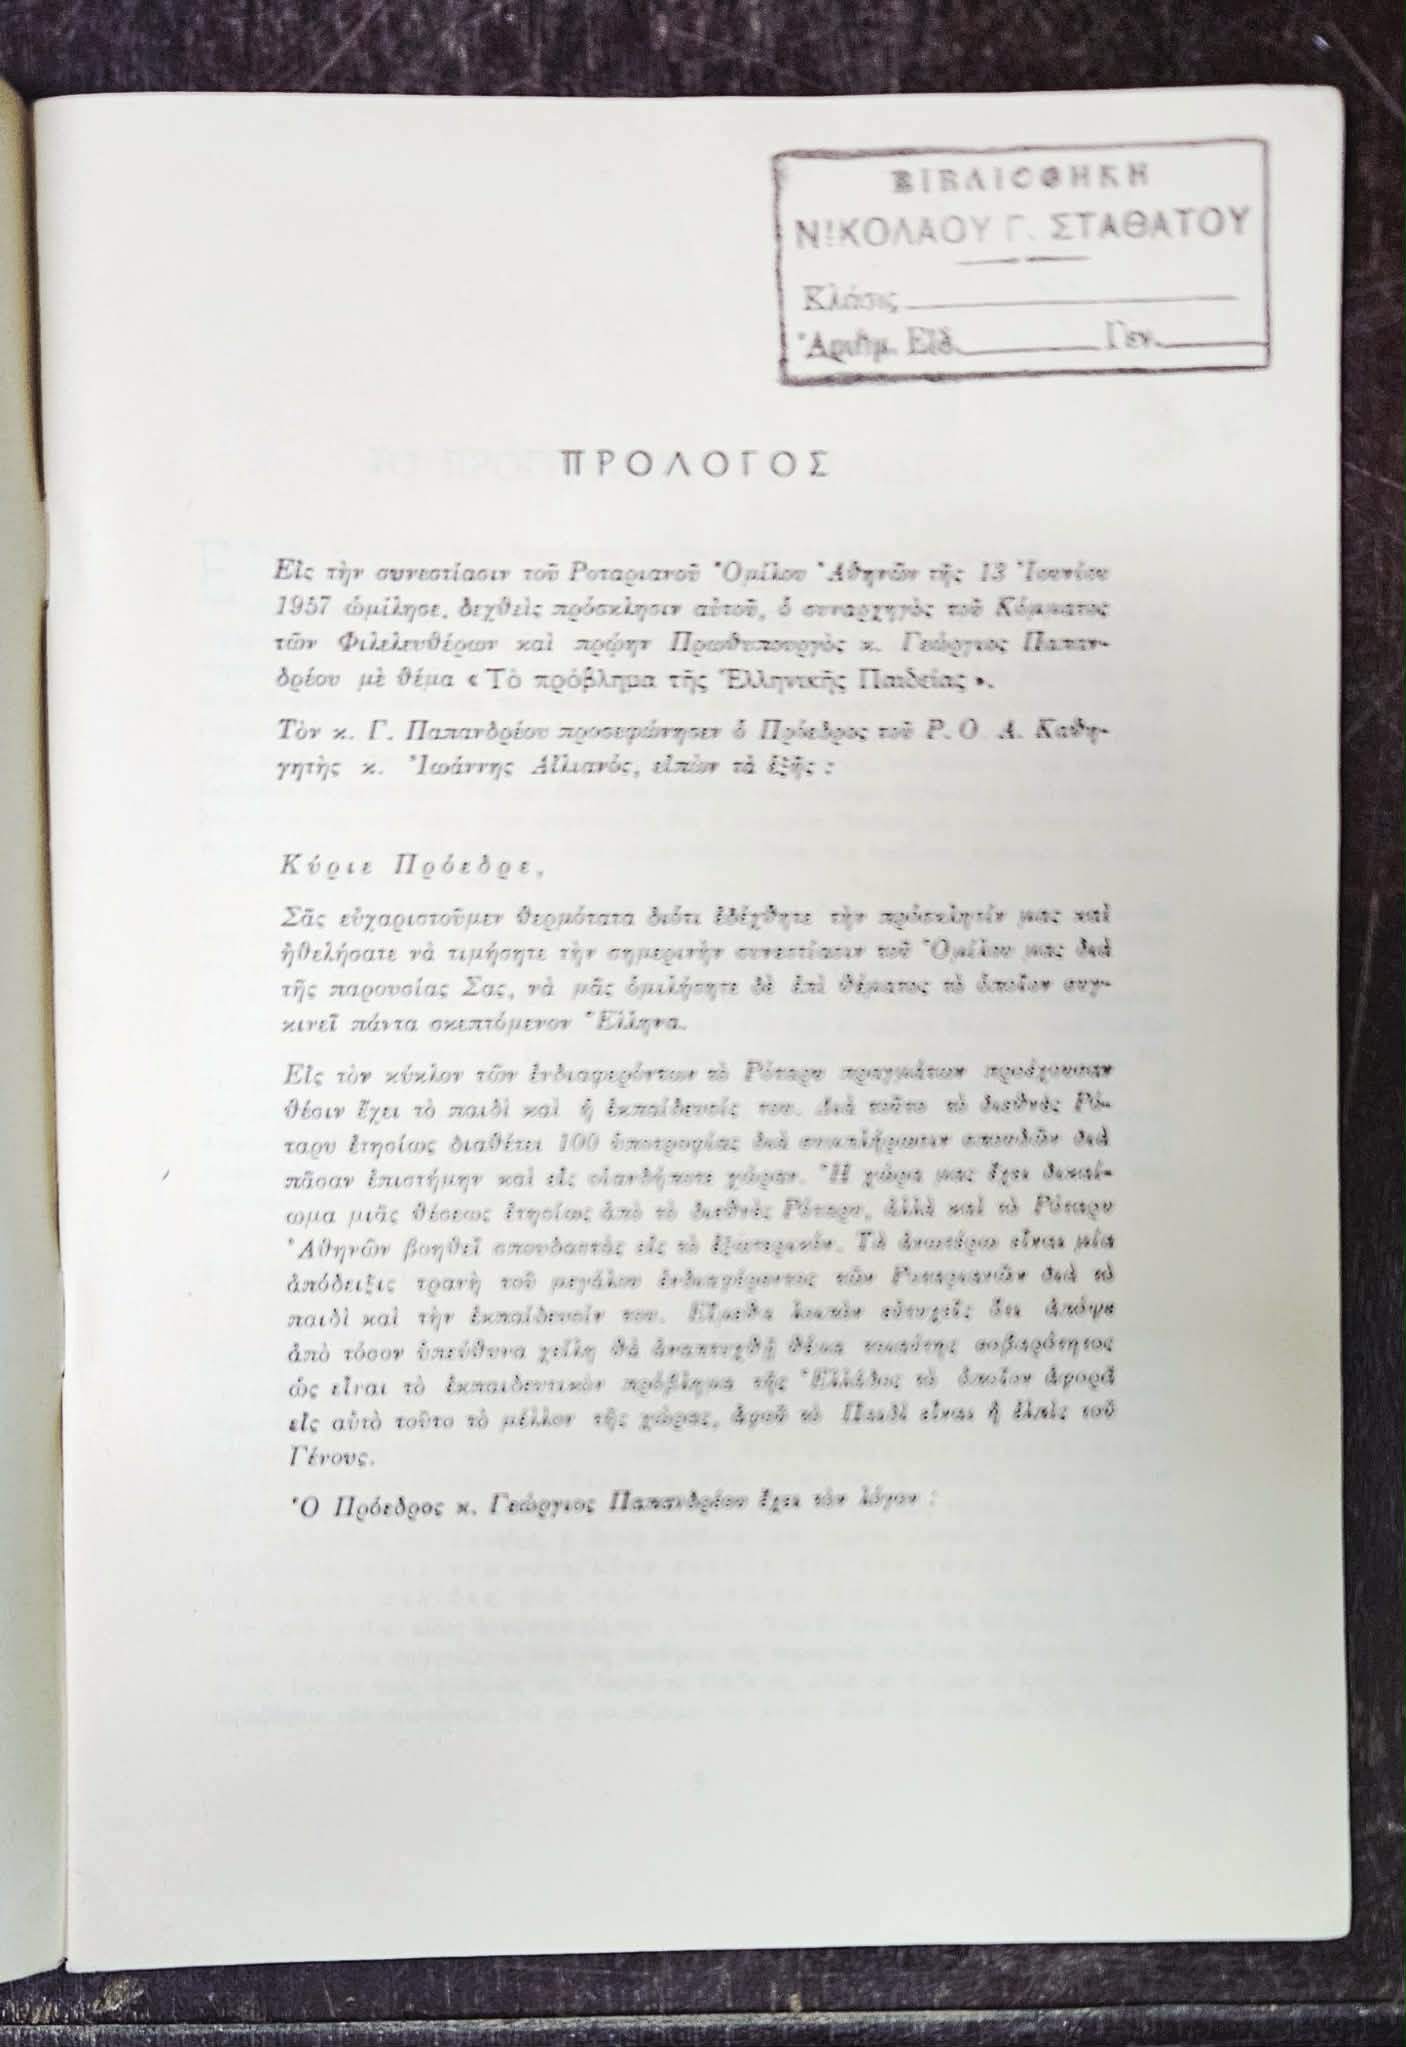 ΒΙΒΛΙΟΘΗΚΗ
ΝΙΚΟΛΑΟΥ Γ. ΣΤΑΘΑΤΟΥ
Κλάσις
Ἀριθμ. Εἰδ. Γεν.
ΠΡΟΛΟΓΟΣ
Εἰς τὴν συνεστίασιν τοῦ Ροταριανοῦ Ὁμίλου Ἀθηνῶν τῆς 13 Ἰουνίου
1957 ὡμίλησε, δεχθεὶς πρόσκλησιν αὐτοῦ, ὁ συναρχηγὸς τοῦ Κόμματος
τῶν Φιλελευθέρων καὶ πρῴην Πρωθυπουργὸς κ. Γεώργιος Παπαν-
δρέου μὲ θέμα « Τὸ πρόβλημα τῆς Ἑλληνικῆς Παιδείας ».
Τὸν κ. Γ. Παπανδρέου προσεφώνησεν ὁ Πρόεδρος τοῦ Ρ. Ο. Α. Καθη-
γητὴς κ. Ἰωάννης Αἰλιανός, εἰπὼν τὰ ἑξῆς :
Κύριε Πρόεδρε,
Σᾶς εὐχαριστοῦμεν θερμότατα διότι ἐδέχθητε τὴν πρόσκλησίν μας καὶ
ἠθελήσατε νὰ τιμήσητε τὴν σημερινὴν συνεστίασιν τοῦ Ὁμίλου μας διὰ
τῆς παρουσίας Σας, νὰ μᾶς ὁμιλήσητε δὲ ἐπὶ θέματος τὸ ὁποῖον συγ-
κινεῖ πάντα σκεπτόμενον Ἕλληνα.
Εἰς τὸν κύκλον τῶν ἐνδιαφερόντων τὸ Ρόταρυ πραγμάτων προέχουσαν
θέσιν ἔχει τὸ παιδὶ καὶ ἡ ἐκπαίδευσίς του. Διὰ τοῦτο τὸ διεθνὲς Ρό-
ταρυ ἐτησίως διαθέτει 100 ὑποτροφίας διὰ συμπλήρωσιν σπουδῶν διὰ
πᾶσαν ἐπιστήμην καὶ εἰς οἱανδήποτε χώραν. Ἡ χώρα μας ἔχει δικαί-
ωμα μιᾶς θέσεως ἐτησίως ἀπὸ τὸ διεθνὲς Ρόταρυ, ἀλλὰ καὶ τὸ Ρόταρυ
Ἀθηνῶν βοηθεῖ σπουδαστὰς εἰς τὸ ἐξωτερικόν. Τὰ ἀνωτέρω εἶναι μία
ἀπόδειξις τρανὴ τοῦ μεγάλου ἐνδιαφέροντος τῶν Ροταριανῶν διὰ τὸ
παιδὶ καὶ τὴν ἐκπαίδευσίν του. Εἴμεθα λοιπὸν εὐτυχεῖς ὅτι ἀπόψε
ἀπὸ τόσον ὑπεύθυνα χείλη θὰ ἀναπτυχθῇ θέμα τοιαύτης σοβαρότητος
ὡς εἶναι τὸ ἐκπαιδευτικὸν πρόβλημα τῆς Ἑλλάδος τὸ ὁποῖον ἀφορᾶ
εἰς αὐτὸ τοῦτο τὸ μέλλον τῆς χώρας, ἀφοῦ τὸ Παιδὶ εἶναι ἡ ἐλπὶς τοῦ
Γένους.
Ὁ Πρόεδρος κ. Γεώργιος Παπανδρέου ἔχει τὸν λόγον :